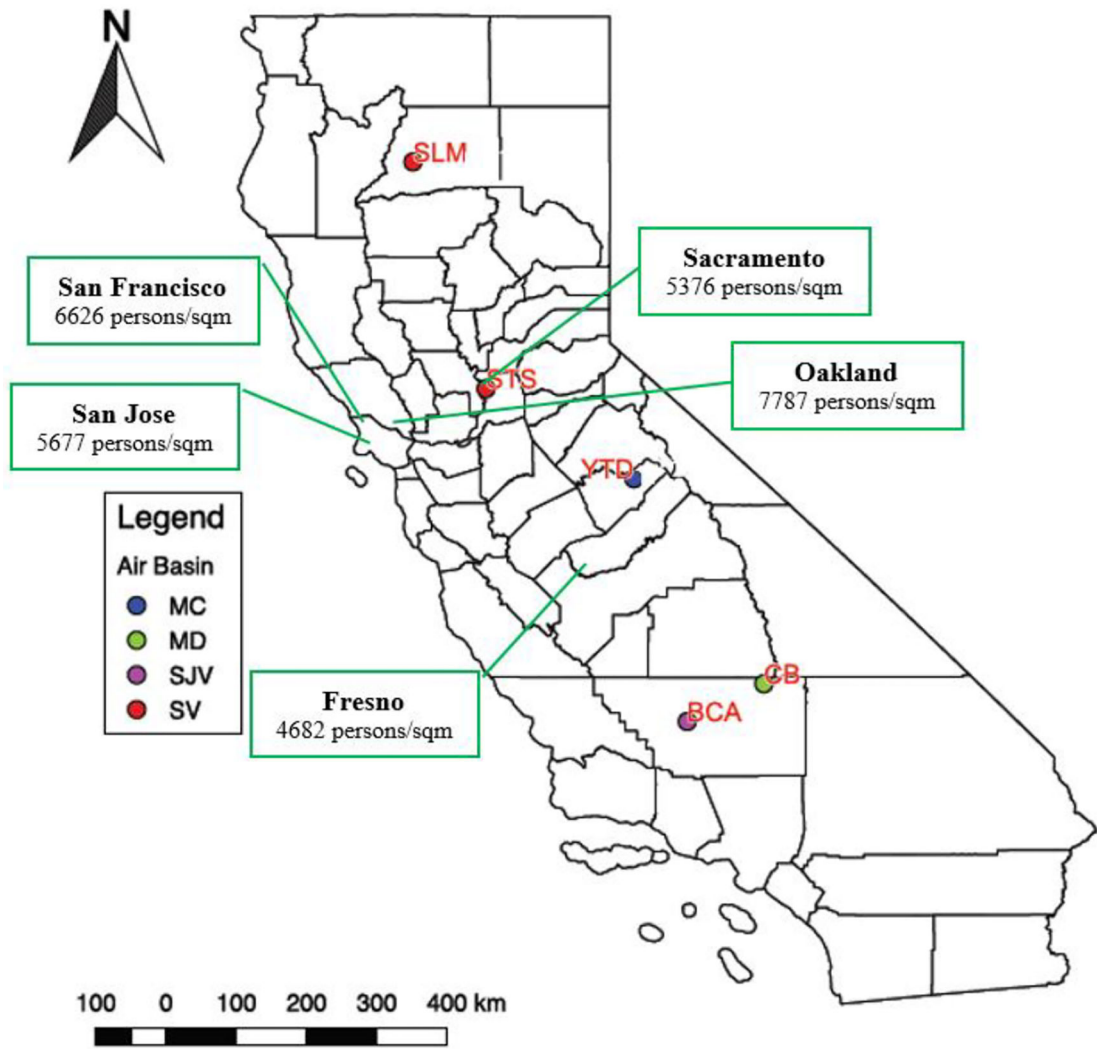 N
SLM
Sacramento
5376 persons/sqm
San Francisco
6626 persons/sqm
STS
Oakland
7787 persons/sqm
San Jose
5677 persons/sqm
YTD
Legend
Air Basin
MC
MD
SJV
SV
CB
BCA
Fresno
4682 persons/sqm
100 0 100 200 300 400 km